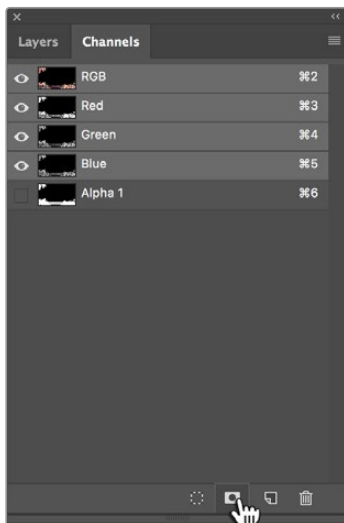 Layers Channels
RGB ⌘2
Red ⌘3
Green ⌘4
Blue ⌘5
Alpha 1 ⌘6